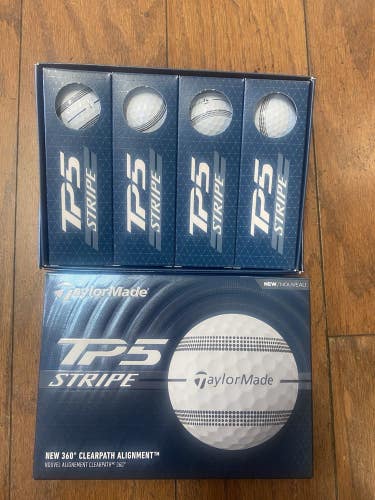 TP5
STRIPE
TP5
STRIPE
TP5
STRIPE
TP5
STRIPE
TaylorMade
NEW/NOUVEAU
TP5
STRIPE
TaylorMade
NEW 360° CLEARPATH ALIGNMENT™
NOUVEL ALIGNEMENT CLEARPATH™ 360°